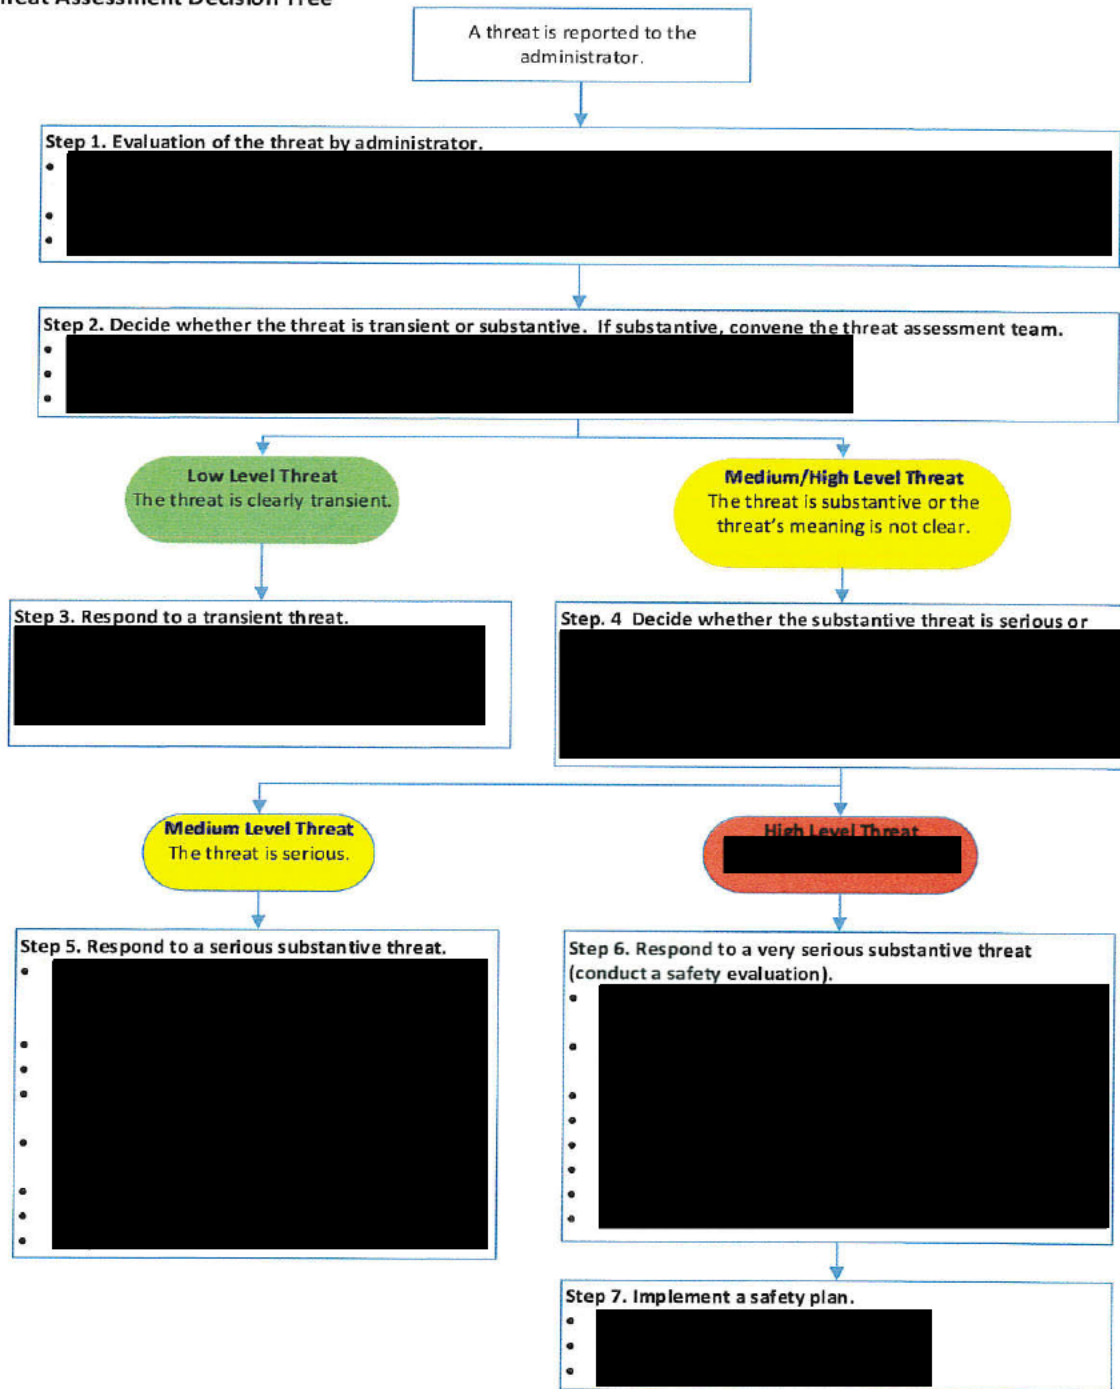 Threat Assessment Decision Tree
A threat is reported to the
administrator.
Step 1. Evaluation of the threat by administrator.
Step 2. Decide whether the threat is transient or substantive. If substantive, convene the threat assessment team.
Low Level Threat
The threat is clearly transient.
Medium/High Level Threat
The threat is substantive or the
threat's meaning is not clear.
Step 3. Respond to a transient threat.
Step. 4 Decide whether the substantive threat is serious or
Medium Level Threat
The threat is serious.
High Level Threat
Step 5. Respond to a serious substantive threat.
Step 6. Respond to a very serious substantive threat
(conduct a safety evaluation).
Step 7. Implement a safety plan.